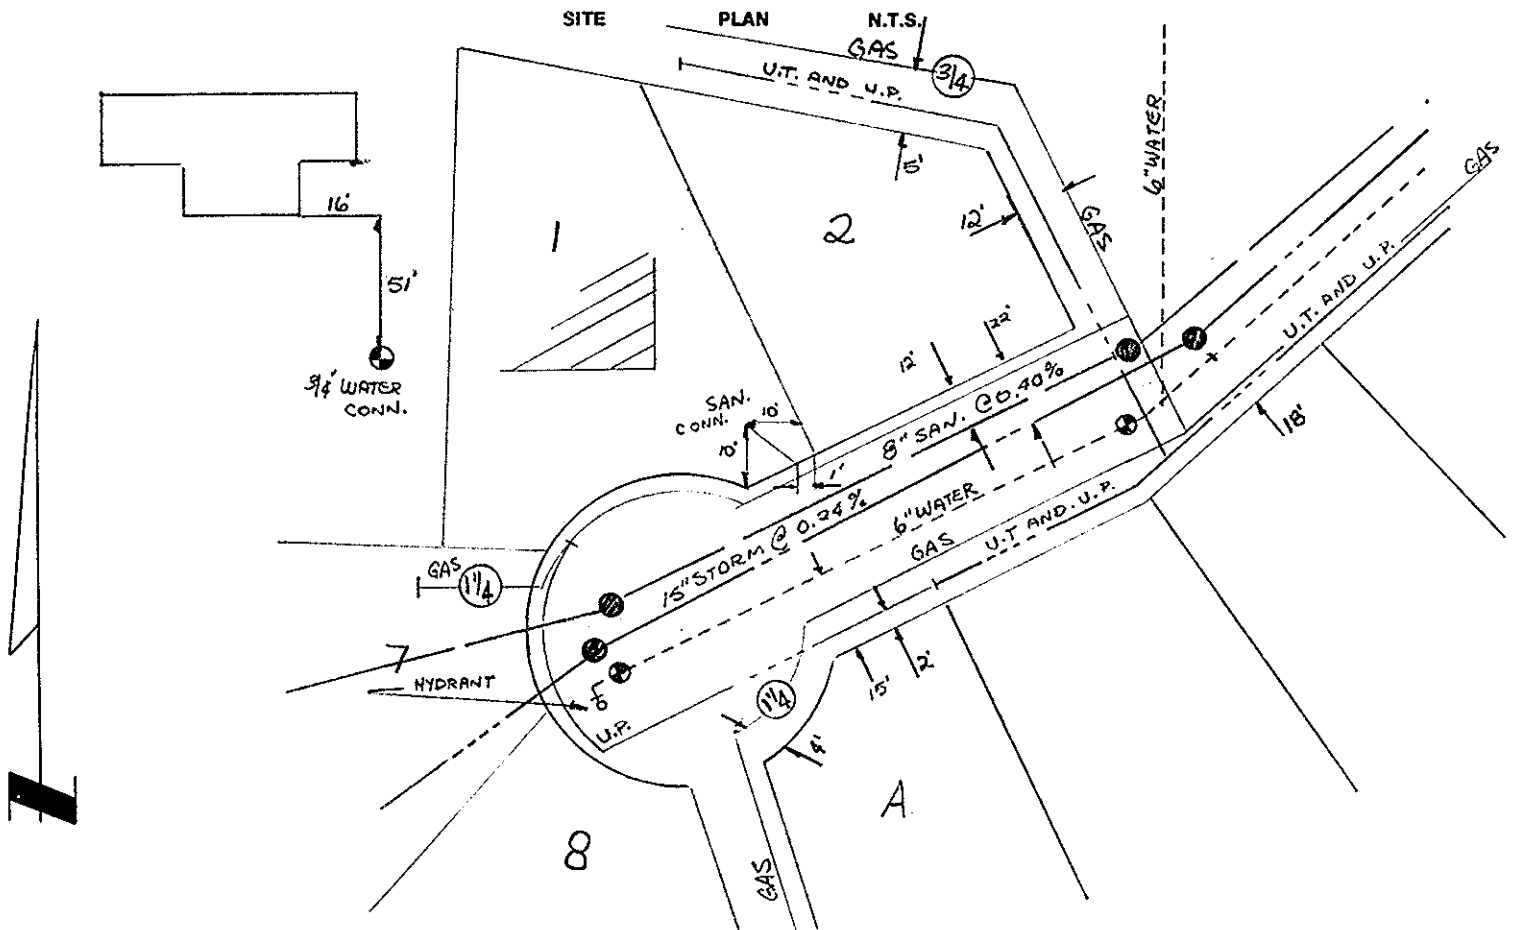 SITE PLAN N.T.S.
GAS
3/4
U.T. AND U.P.
6" WATER
GAS
5'
16'
1
2
12'
GAS
51'
U.T. AND U.P.
22'
12'
3/4" WATER
CONN.
SAN.
CONN.
10'
10'
8" SAN. @ 0.40%
18'
1'
15" STORM @ 0.24%
6" WATER
GAS
U.T AND. U.P.
GAS
1 1/4
7
HYDRANT
2'
15'
1 1/4
U.P.
4'
A
8
GAS